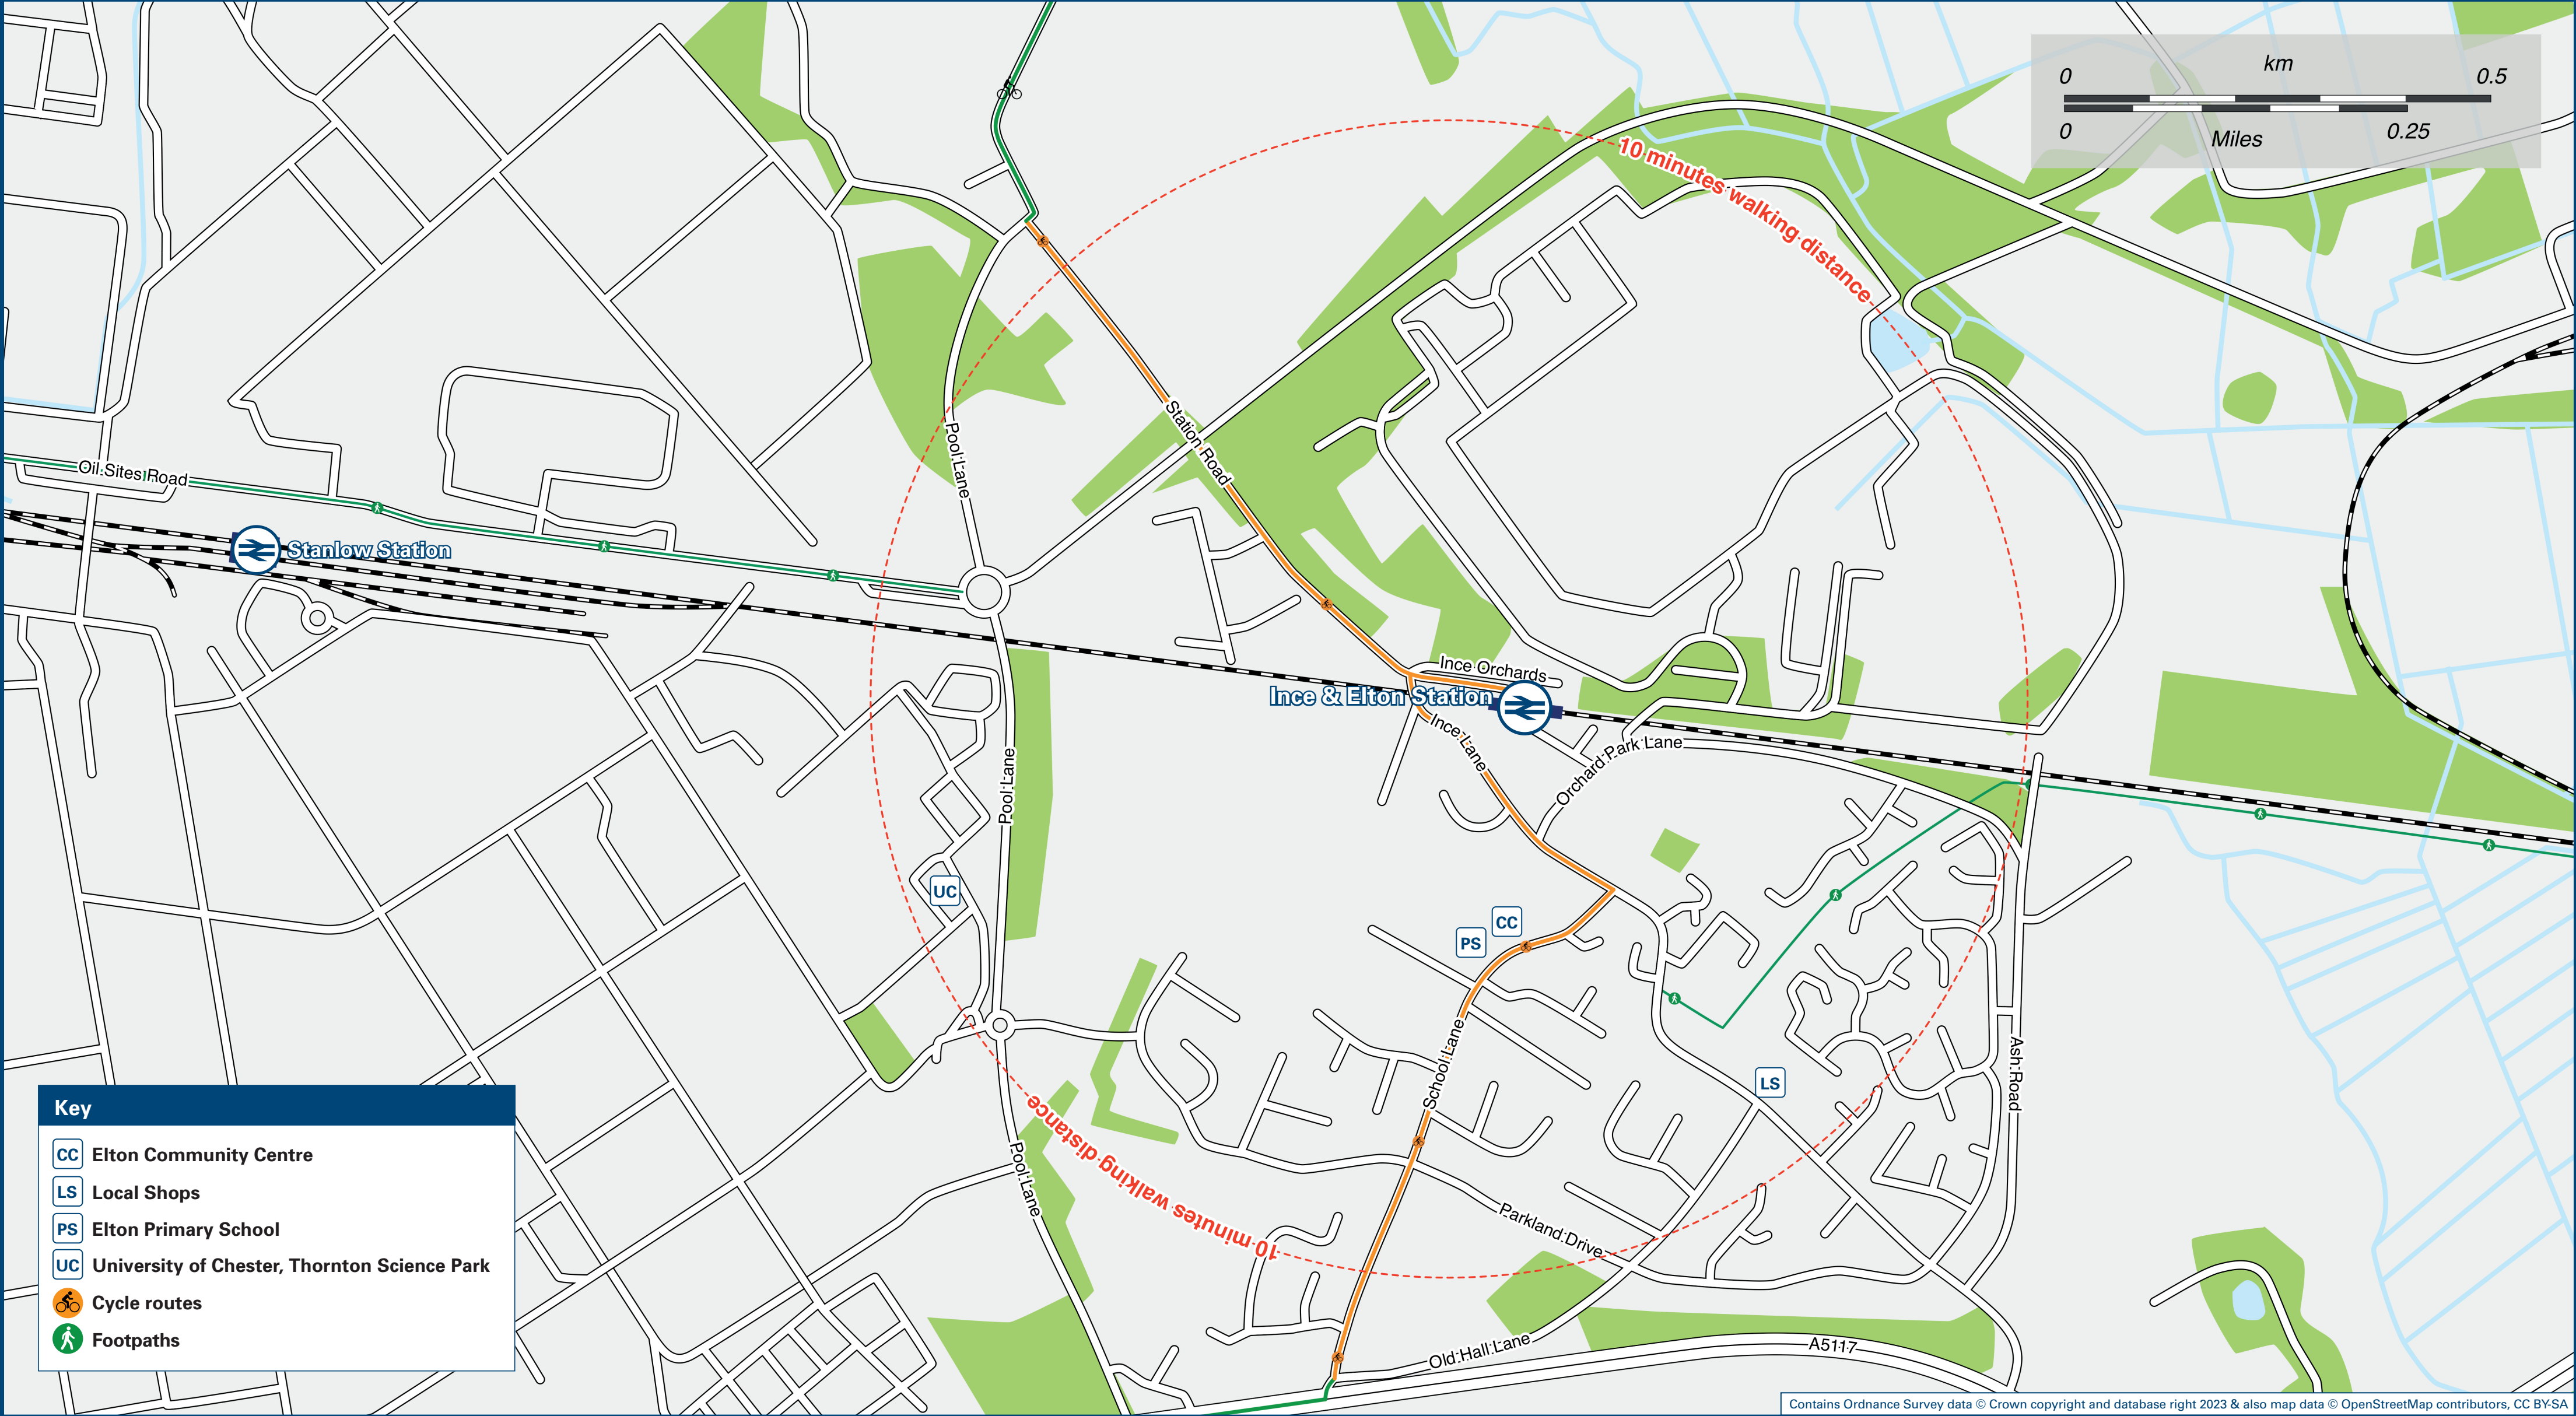 km
0
0.5
0
Miles
0.25
10 minutes walking distance
Station Road
Pool Lane
Oil Sites Road
Stanlow Station
Ince Orchards
Ince & Elton Station
Ince Lane
Orchard Park Lane
Pool Lane
UC
CC
PS
School Lane
LS
Ash Road
10 minutes walking distance
Pool Lane
Parkland Drive
Old Hall Lane
A5117
Key
CC Elton Community Centre
LS Local Shops
PS Elton Primary School
UC University of Chester, Thornton Science Park
Cycle routes
Footpaths
Contains Ordnance Survey data © Crown copyright and database right 2023 & also map data © OpenStreetMap contributors, CC BY-SA